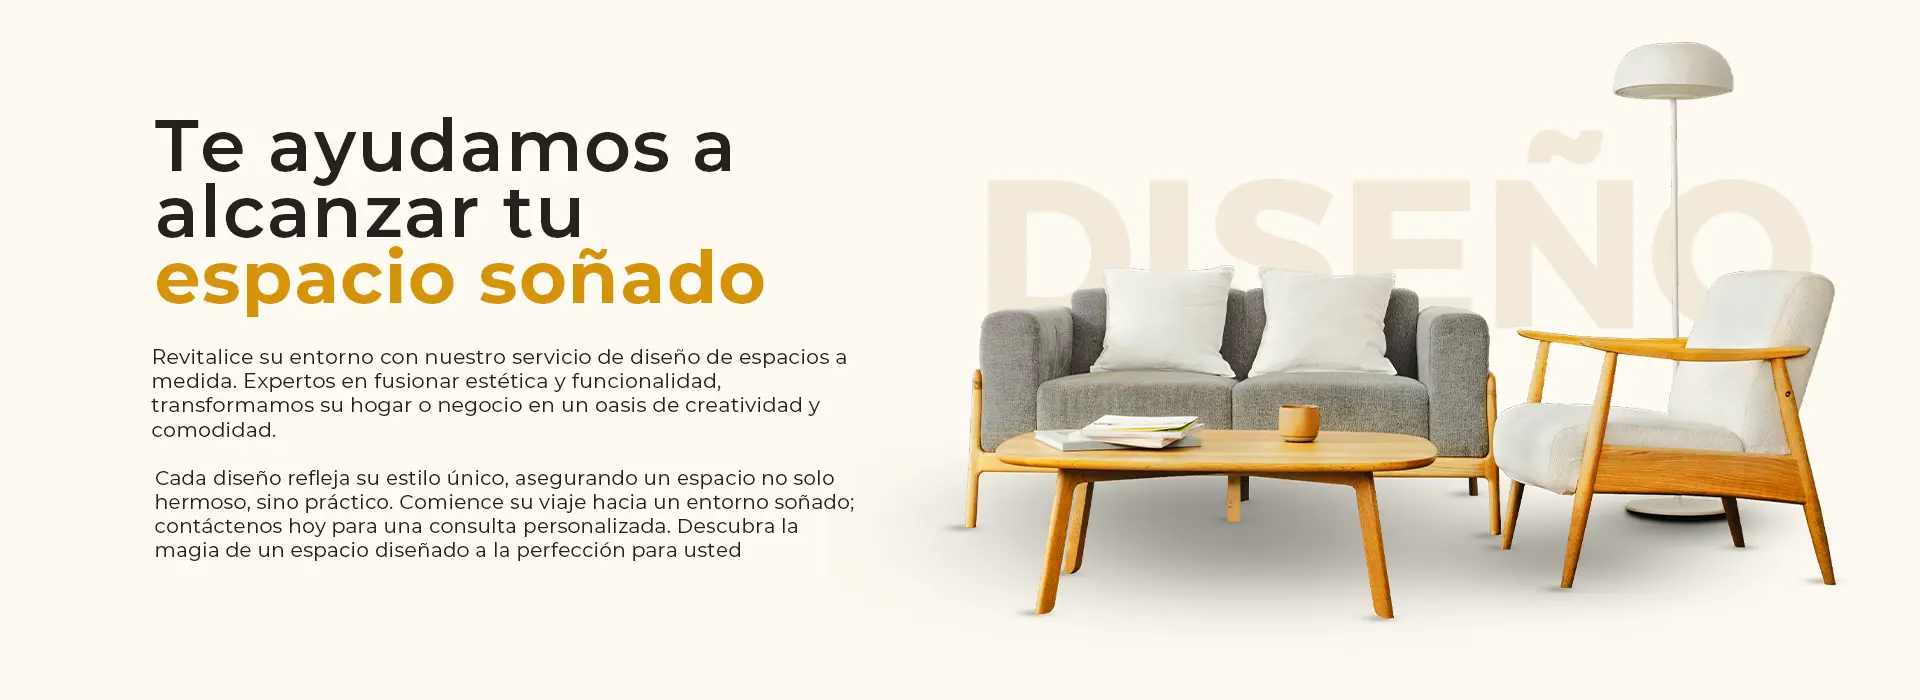 Te ayudamos a
alcanzar tu
espacio soñado
Revitalice su entorno con nuestro servicio de diseño de espacios a
medida. Expertos en fusionar estética y funcionalidad,
transformamos su hogar o negocio en un oasis de creatividad y
comodidad.
Cada diseño refleja su estilo único, asegurando un espacio no solo
hermoso, sino práctico. Comience su viaje hacia un entorno soñado;
contáctenos hoy para una consulta personalizada. Descubra la
magia de un espacio diseñado a la perfección para usted
DISEÑO